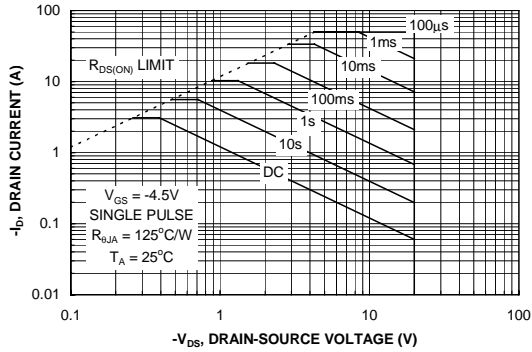 100
10
1
0.1
0.01
-I_D, DRAIN CURRENT (A)
R_DS(ON) LIMIT
100µs
1ms
10ms
100ms
1s
10s
DC
V_GS = -4.5V
SINGLE PULSE
R_θJA = 125°C/W
T_A = 25°C
0.1
1
10
100
-V_DS, DRAIN-SOURCE VOLTAGE (V)